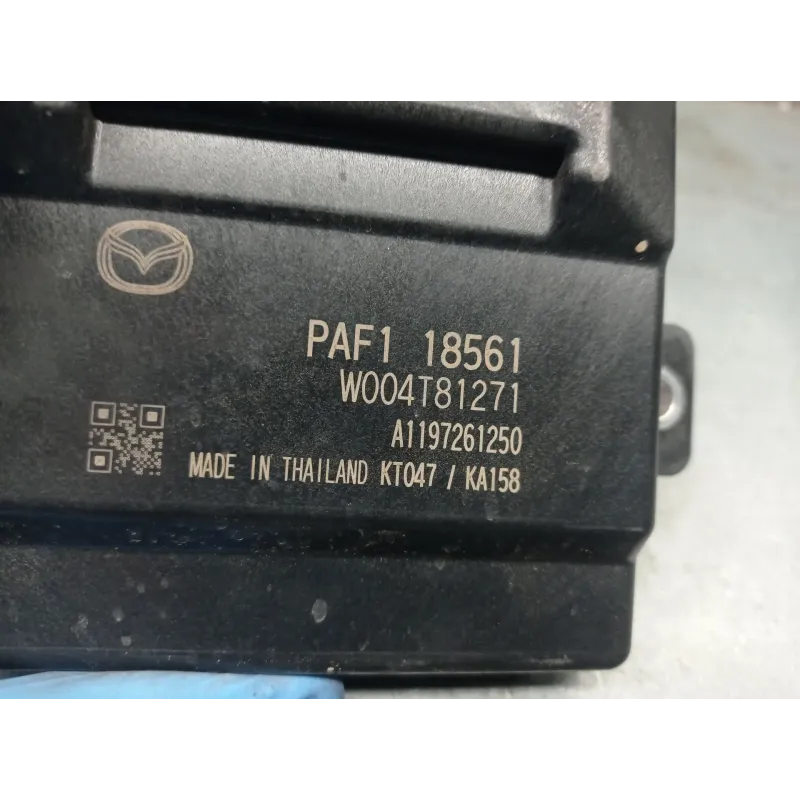 PAF1 18561
W004T81271
A1197261250
MADE IN THAILAND KT047 / KA158